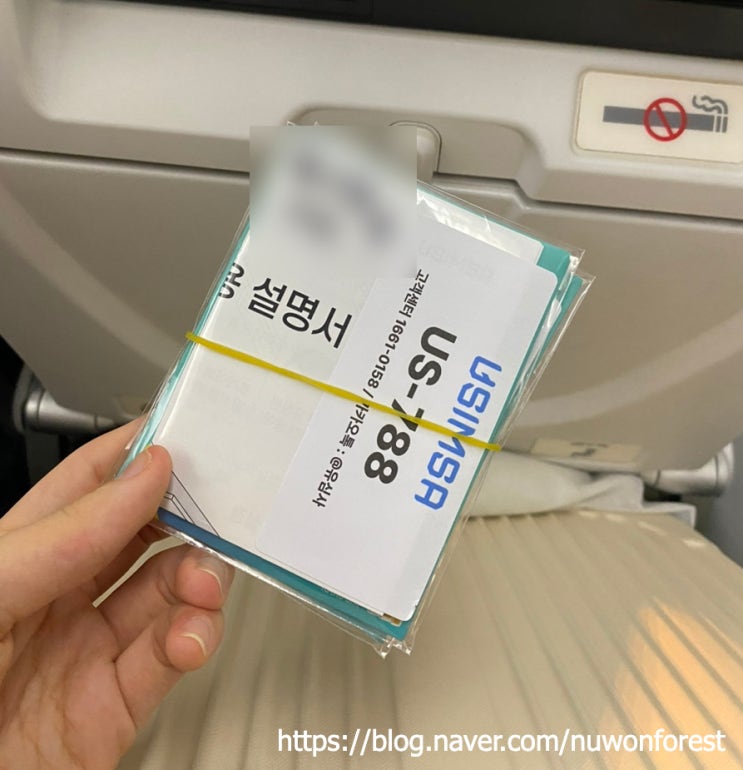 설명서
USIMSA
US-788
고객센터 1661-0158 / 카카오톡 : @유심사
https://blog.naver.com/nuwonforest